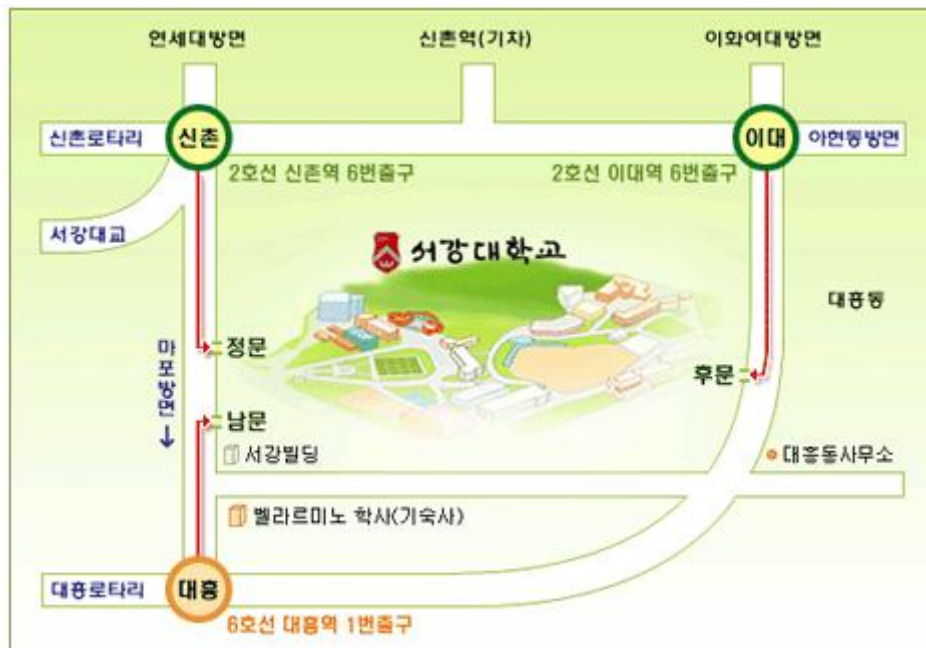 연세대방면
신촌역(기차)
이화여대방면
신촌로타리
신촌
이대
아현동방면
2호선 신촌역 6번출구
2호선 이대역 6번출구
서강대교
서강대학교
대흥동
마포방면
정문
후문
남문
서강빌딩
대흥동사무소
벨라르미노 학사(기숙사)
대흥로타리
대흥
6호선 대흥역 1번출구